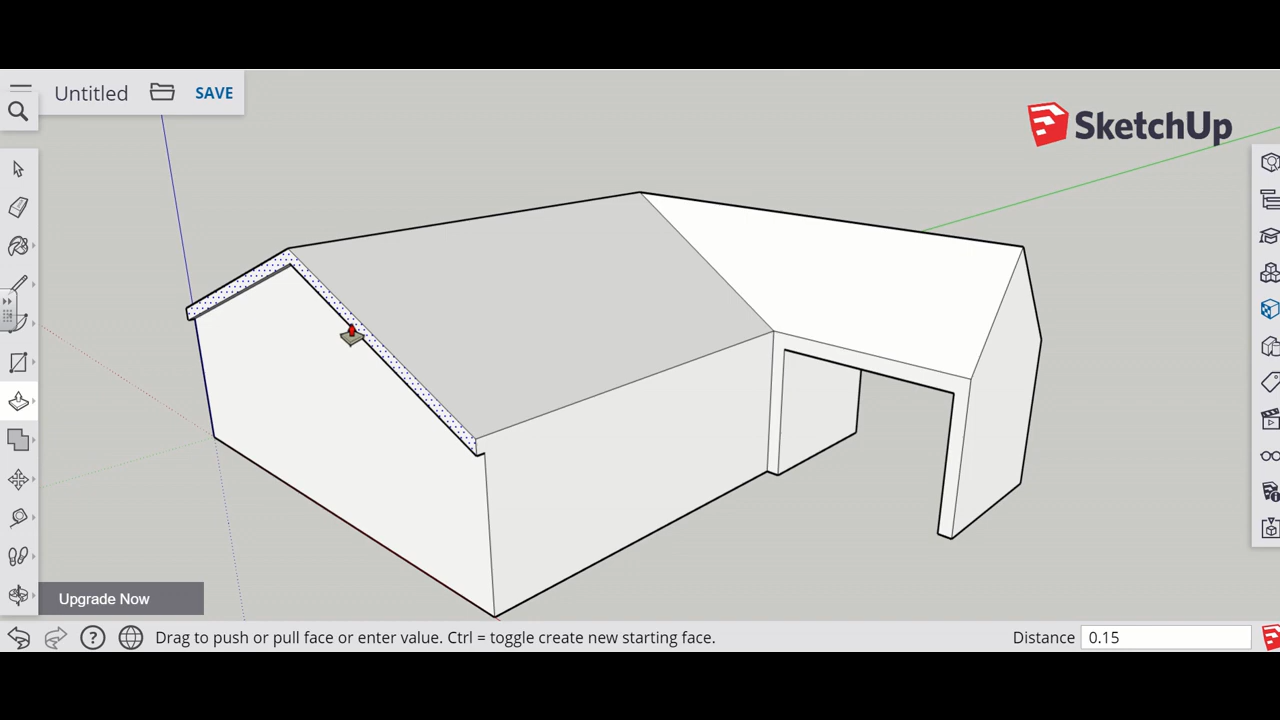 Untitled
SAVE
SketchUp
Upgrade Now
Drag to push or pull face or enter value. Ctrl = toggle create new starting face.
Distance 0.15